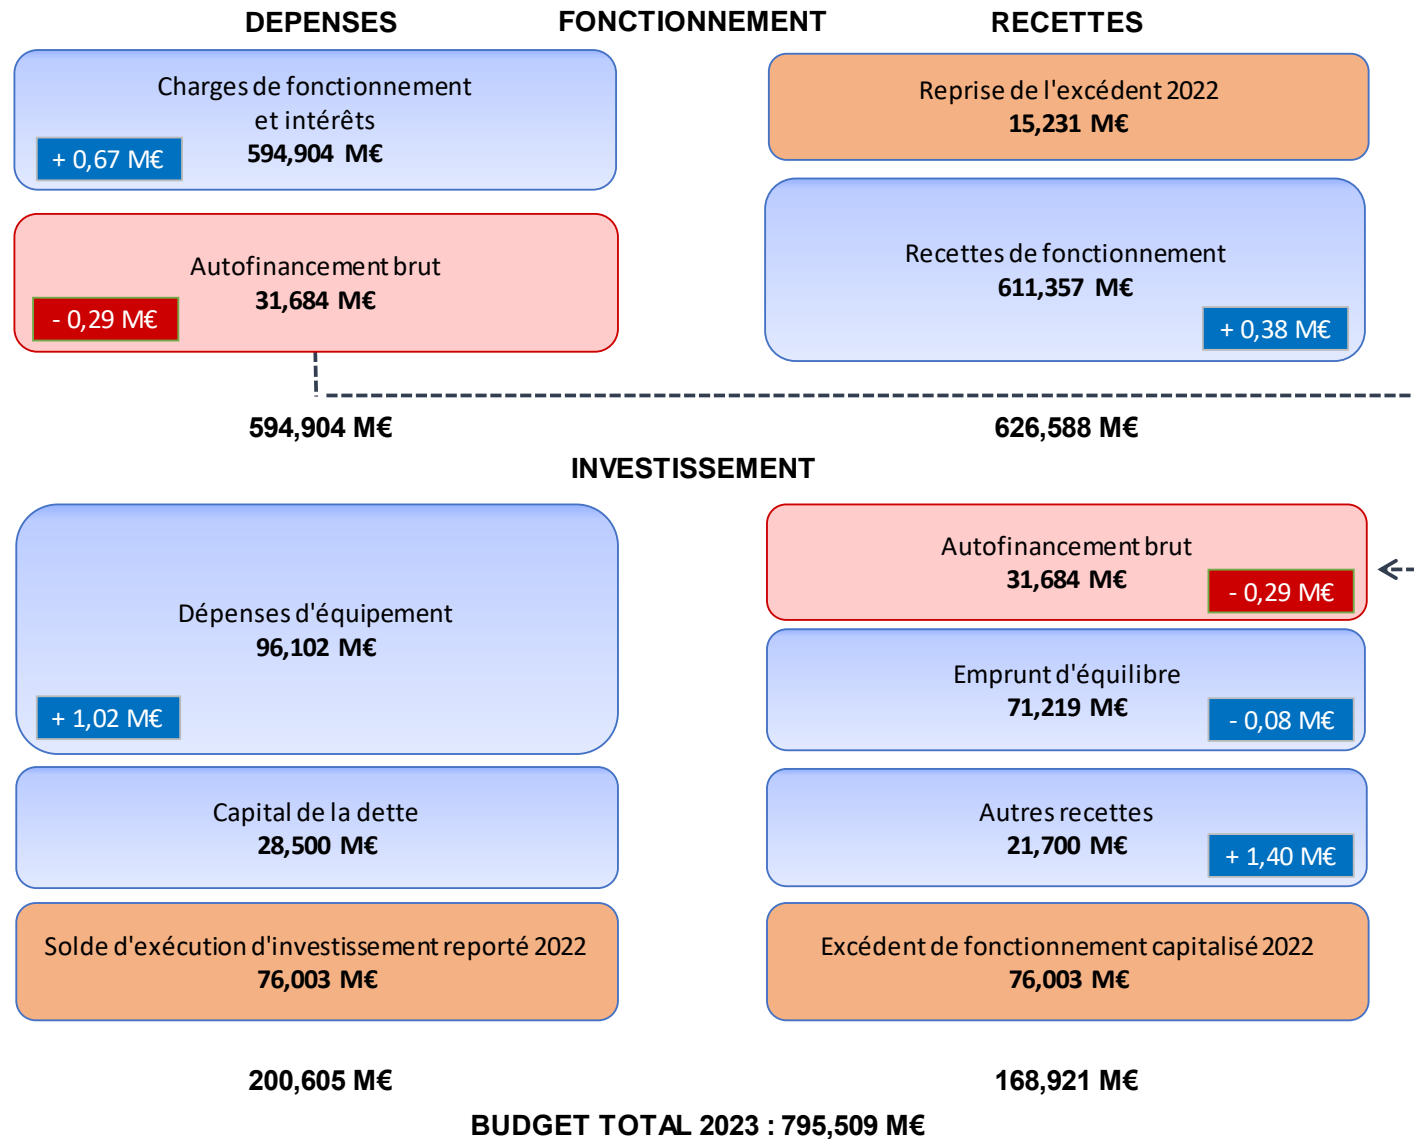 DEPENSES
FONCTIONNEMENT
RECETTES
Charges de fonctionnement
et intérêts
594,904 M€
+ 0,67 M€
Reprise de l'excédent 2022
15,231 M€
Autofinancement brut
31,684 M€
- 0,29 M€
Recettes de fonctionnement
611,357 M€
+ 0,38 M€
594,904 M€
626,588 M€
INVESTISSEMENT
Dépenses d'équipement
96,102 M€
+ 1,02 M€
Autofinancement brut
31,684 M€
- 0,29 M€
Emprunt d'équilibre
71,219 M€
- 0,08 M€
Capital de la dette
28,500 M€
Autres recettes
21,700 M€
+ 1,40 M€
Solde d'exécution d'investissement reporté 2022
76,003 M€
Excédent de fonctionnement capitalisé 2022
76,003 M€
200,605 M€
168,921 M€
BUDGET TOTAL 2023 : 795,509 M€